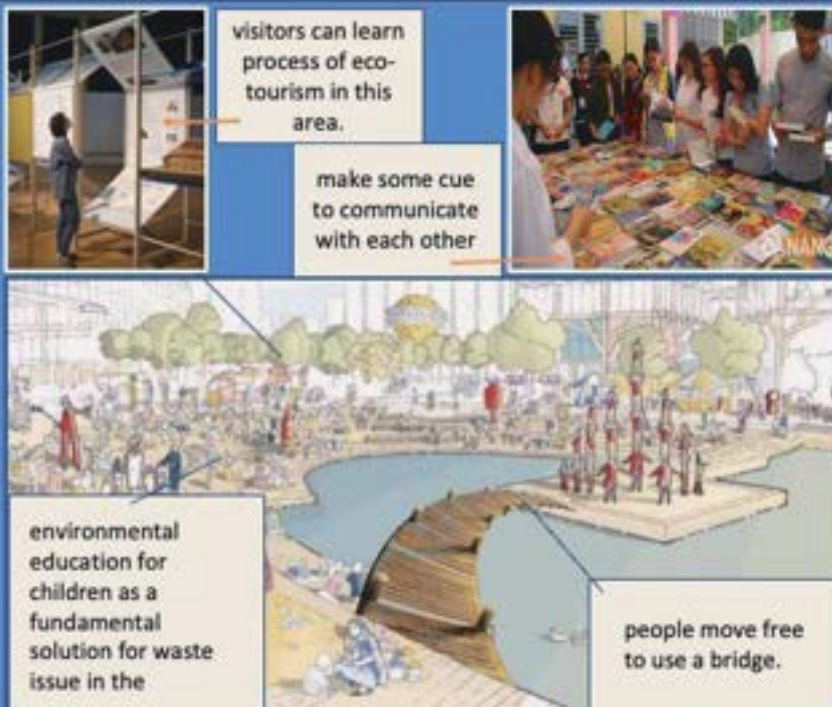 visitors can learn
process of eco-
tourism in this
area.
make some cue
to communicate
with each other
environmental
education for
children as a
fundamental
solution for waste
issue in the
people move free
to use a bridge.